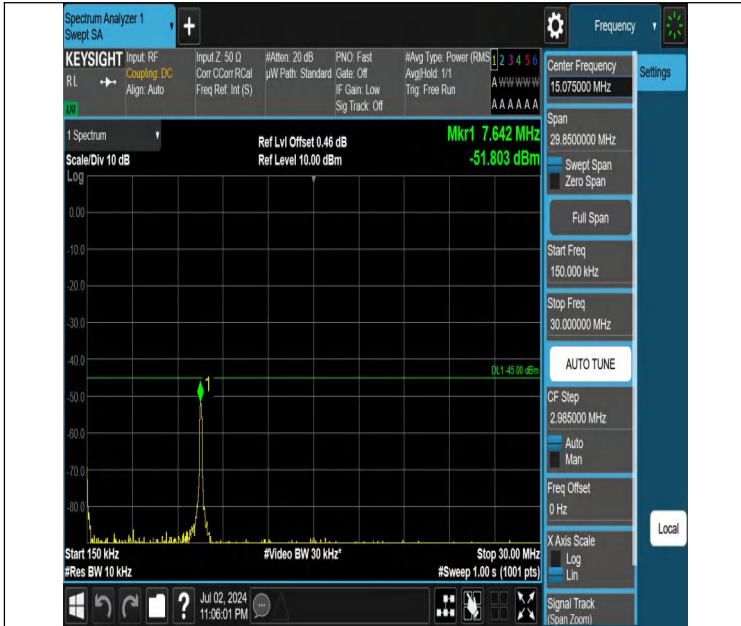 Spectrum Analyzer 1
Swept SA
Frequency
KEYSIGHT
RL
Input: RF
Coupling: DC
Align: Auto
Input Z: 50 Ω
Corr CCorr RCal
Freq Ref: Int (S)
#Atten: 20 dB
µW Path: Standard
PNO: Fast
Gate: Off
IF Gain: Low
Sig Track: Off
#Avg Type: Power (RMS
Avg|Hold: 1/1
Trig: Free Run
1 2 3 4 5 6
A W W W W W
A A A A A A
Center Frequency
15.075000 MHz
Settings
Span
29.8500000 MHz
Swept Span
Zero Span
Full Span
Start Freq
150.000 kHz
Stop Freq
30.000000 MHz
AUTO TUNE
CF Step
2.985000 MHz
Auto
Man
Freq Offset
0 Hz
X Axis Scale
Log
Lin
Local
Signal Track
(Span Zoom)
1 Spectrum
Scale/Div 10 dB
Log
Ref Lvl Offset 0.46 dB
Ref Level 10.00 dBm
Mkr1 7.642 MHz
-51.803 dBm
0.00
-10.0
-20.0
-30.0
-40.0
DL1 -45.00 dBm
1
-50.0
-60.0
-70.0
-80.0
Start 150 kHz
#Video BW 30 kHz*
Stop 30.00 MHz
#Res BW 10 kHz
#Sweep 1.00 s (1001 pts)
?
Jul 02, 2024
11:06:01 PM